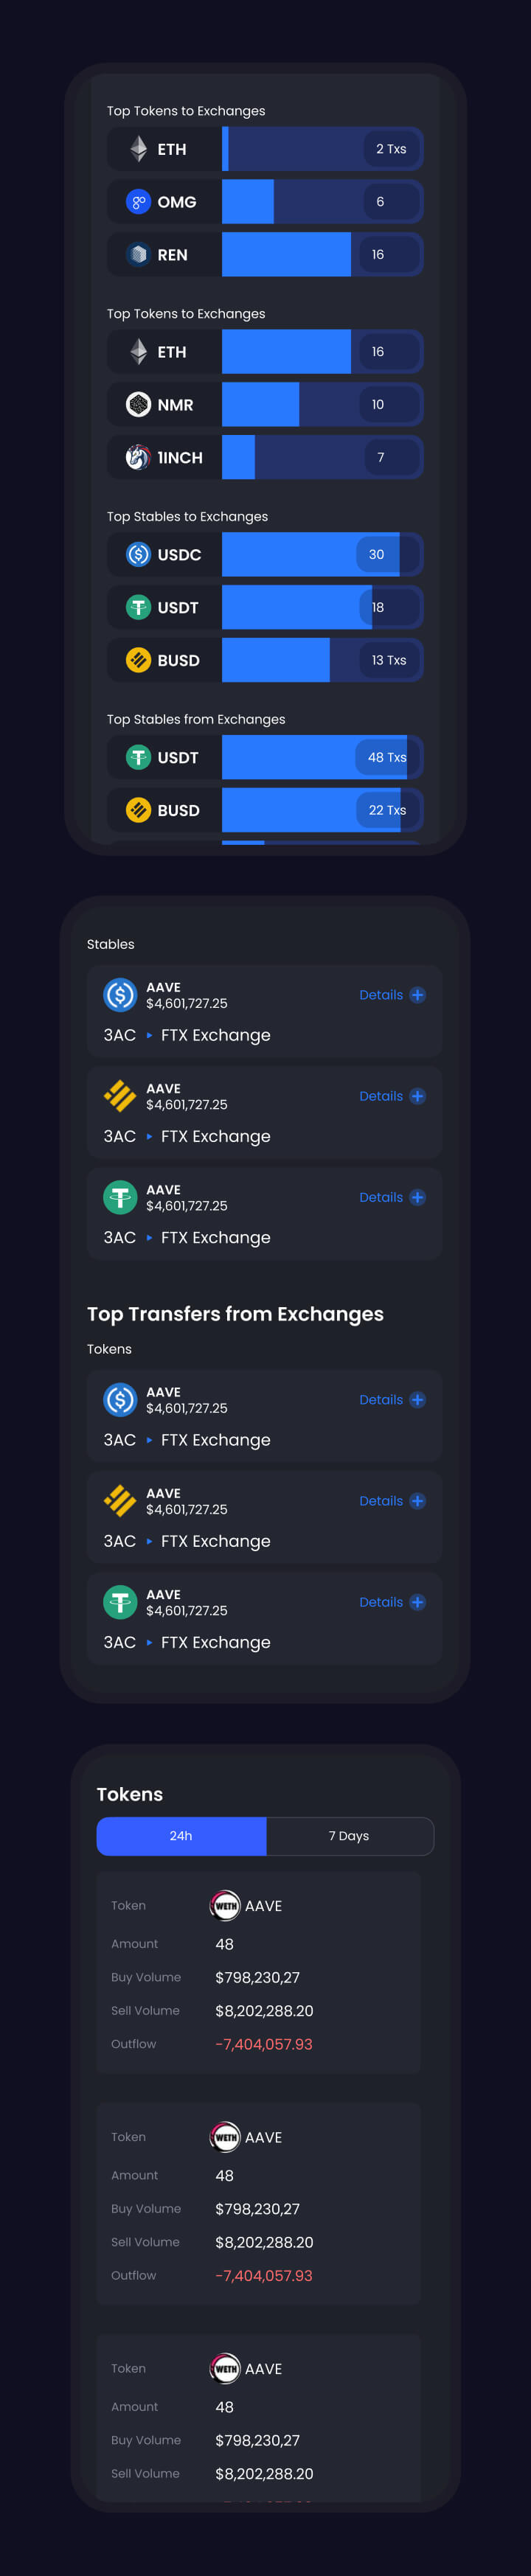 Top Tokens to Exchanges
ETH 2 Txs
OMG 6
REN 16
Top Tokens to Exchanges
ETH 16
NMR 10
1INCH 7
Top Stables to Exchanges
USDC 30
USDT 18
BUSD 13 Txs
Top Stables from Exchanges
USDT 48 Txs
BUSD 22 Txs
Stables
AAVE
$4,601,727.25
Details
3AC FTX Exchange
AAVE
$4,601,727.25
Details
3AC FTX Exchange
AAVE
$4,601,727.25
Details
3AC FTX Exchange
Top Transfers from Exchanges
Tokens
AAVE
$4,601,727.25
Details
3AC FTX Exchange
AAVE
$4,601,727.25
Details
3AC FTX Exchange
AAVE
$4,601,727.25
Details
3AC FTX Exchange
Tokens
24h 7 Days
Token WETH AAVE
Amount 48
Buy Volume $798,230,27
Sell Volume $8,202,288.20
Outflow -7,404,057.93
Token WETH AAVE
Amount 48
Buy Volume $798,230,27
Sell Volume $8,202,288.20
Outflow -7,404,057.93
Token WETH AAVE
Amount 48
Buy Volume $798,230,27
Sell Volume $8,202,288.20